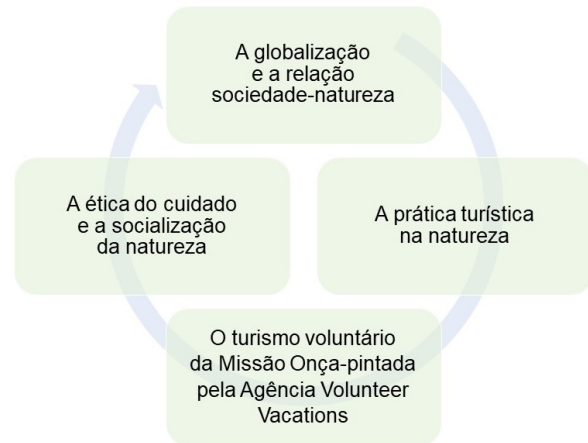 A globalização
e a relação
sociedade-natureza
A ética do cuidado
e a socialização
da natureza
A prática turística
na natureza
O turismo voluntário
da Missão Onça-pintada
pela Agência Volunteer
Vacations